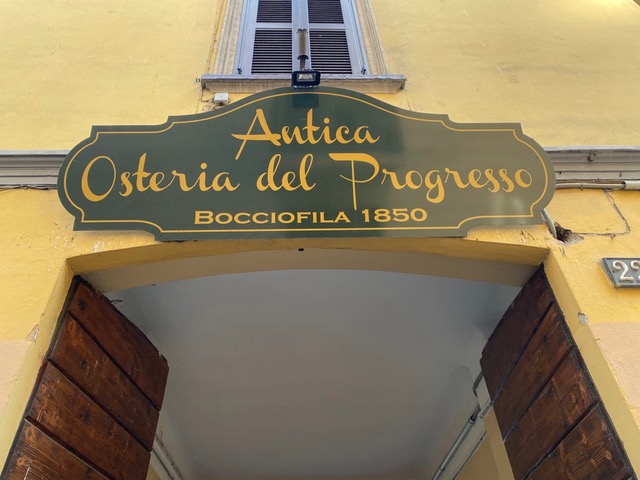 Antica
Osteria del Progresso
BOCCIOFILA 1850